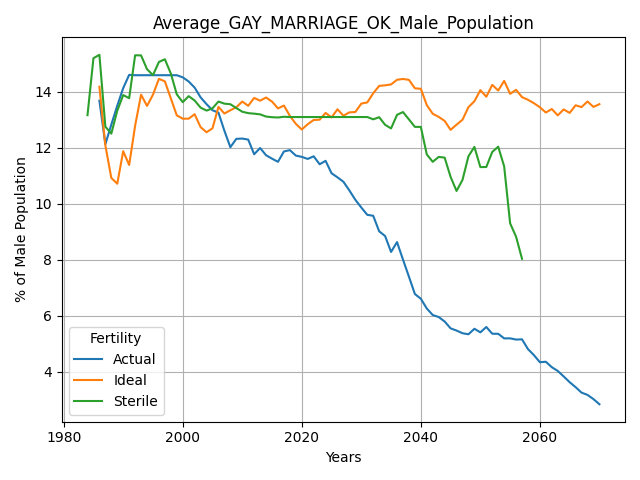 Average_GAY_MARRIAGE_OK_Male_Population
% of Male Population
14
12
10
8
6
4
Fertility
Actual
Ideal
Sterile
1980
2000
2020
2040
2060
Years